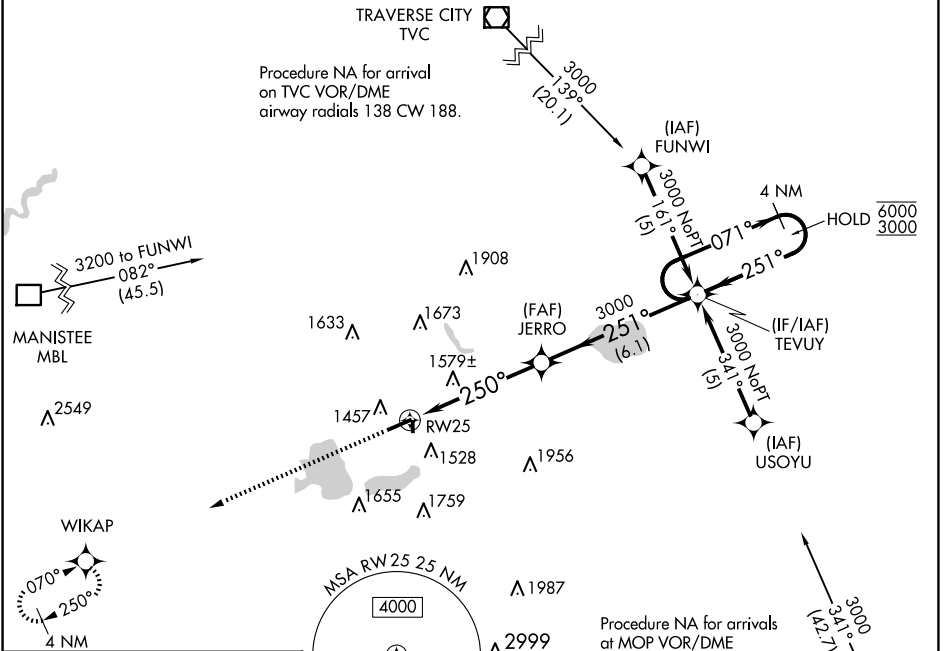 TRAVERSE CITY
TVC
Procedure NA for arrival
on TVC VOR/DME
airway radials 138 CW 188.
3000
139°
(20.1)
(IAF)
FUNWI
3000 NoPT
161°
(5)
4 NM
HOLD 6000
3000
071°
251°
3200 to FUNWI
082°
(45.5)
MANISTEE
MBL
1908
1673
1633
(FAF)
JERRO
3000
251°
(6.1)
(IF/IAF)
TEVUY
1579±
250°
3000 NoPT
341°
(5)
2549
1457
RW25
1528
1956
(IAF)
USOYU
1655
1759
WIKAP
070°
250°
4 NM
MSA RW25 25 NM
4000
1987
2999
Procedure NA for arrivals
at MOP VOR/DME
3000
341°
(42.7)